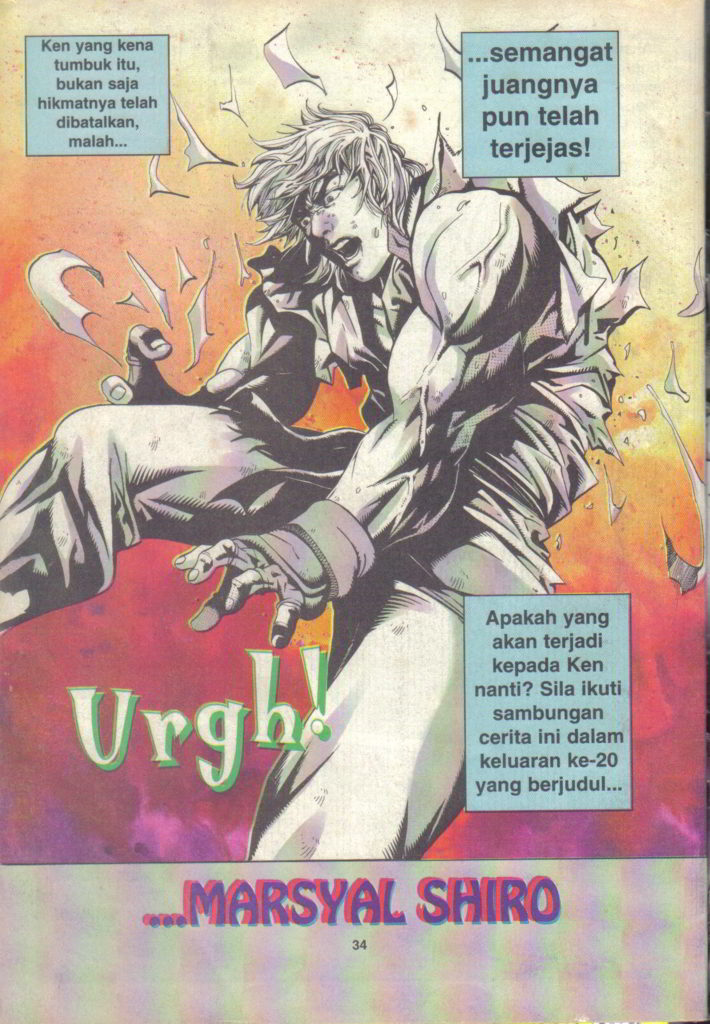 Ken yang kena
tumbuk itu,
bukan saja
hikmatnya telah
dibatalkan,
malah...
...semangat
juangnya
pun telah
terjejas!
Urgh!
Apakah yang
akan terjadi
kepada Ken
nanti? Sila ikuti
sambungan
cerita ini dalam
keluaran ke-20
yang berjudul...
....MARSYAL SHIRO
34